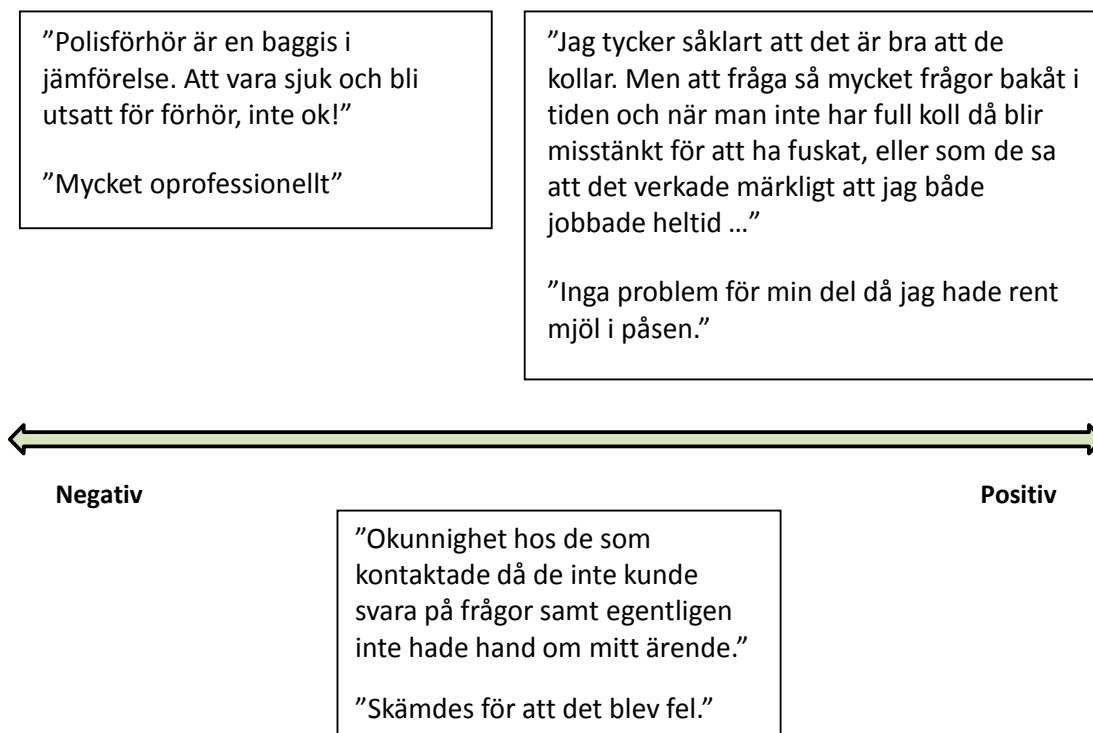 ”Polisförhör är en baggis i
jämförelse. Att vara sjuk och bli
utsatt för förhör, inte ok!”
”Mycket oprofessionellt”
”Jag tycker såklart att det är bra att de
kollar. Men att fråga så mycket frågor bakåt i
tiden och när man inte har full koll då blir
misstänkt för att ha fuskat, eller som de sa
att det verkade märkligt att jag både
jobbade heltid …”
”Inga problem för min del då jag hade rent
mjöl i påsen.”
Negativ
Positiv
”Okunnighet hos de som
kontaktade då de inte kunde
svara på frågor samt egentligen
inte hade hand om mitt ärende.”
”Skämdes för att det blev fel.”